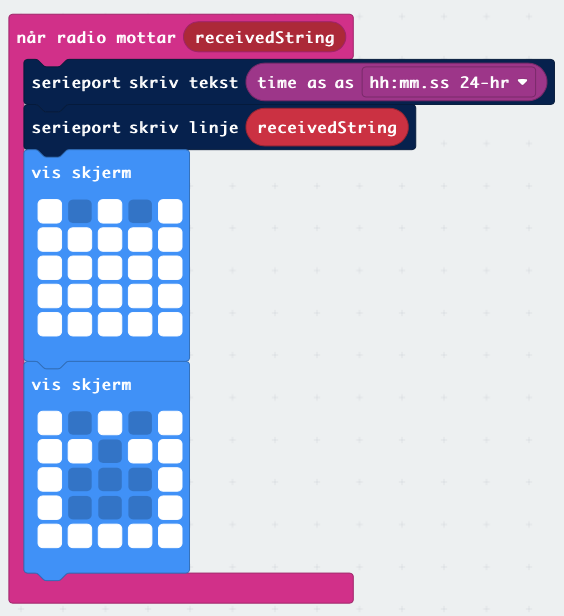 når radio mottar receivedString
serieport skriv tekst time as as hh:mm.ss 24-hr
serieport skriv linje receivedString
vis skjerm
vis skjerm